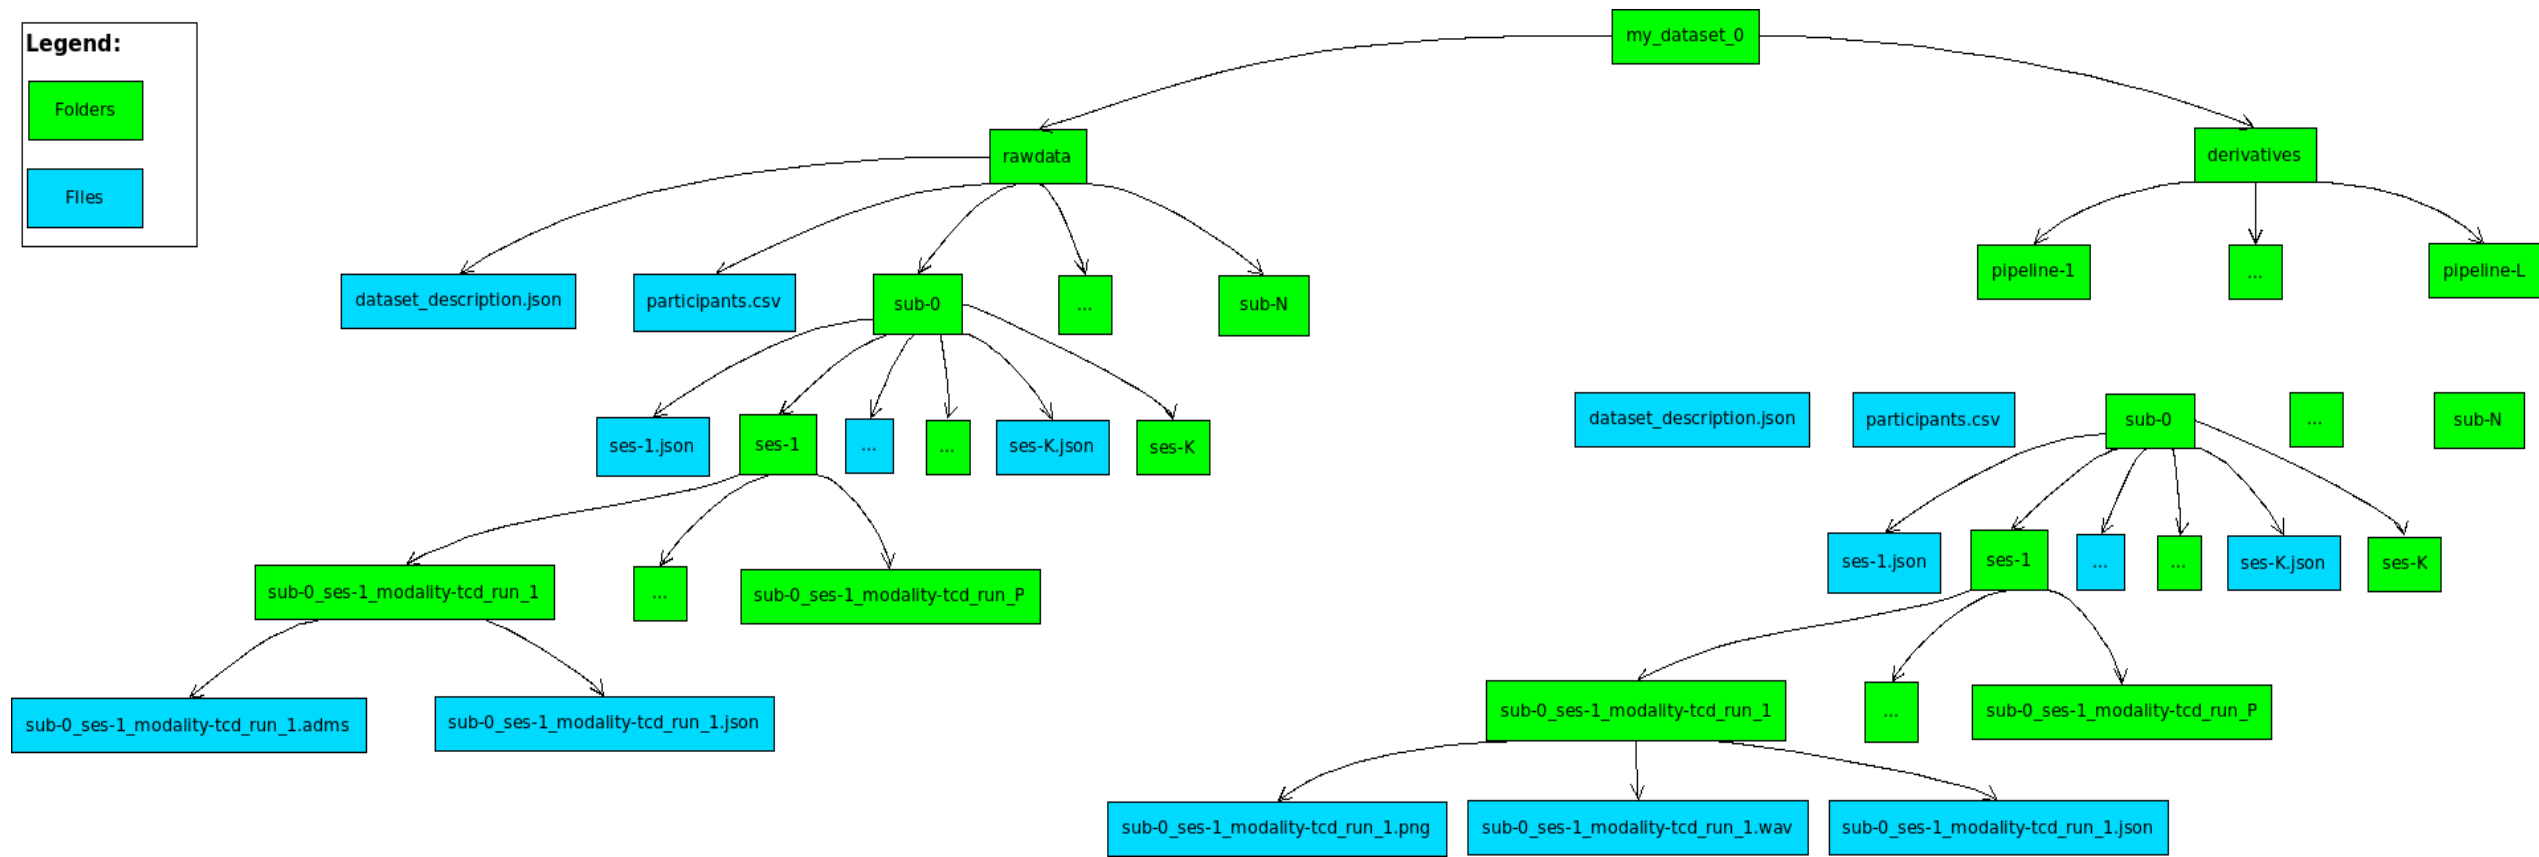 Legend:
Folders
FIles
my_dataset_0
rawdata
derivatives
dataset_description.json
participants.csv
sub-0
...
sub-N
pipeline-1
...
pipeline-L
ses-1.json
ses-1
...
...
ses-K.json
ses-K
dataset_description.json
participants.csv
sub-0
...
sub-N
sub-0_ses-1_modality-tcd_run_1
...
sub-0_ses-1_modality-tcd_run_P
ses-1.json
ses-1
...
...
ses-K.json
ses-K
sub-0_ses-1_modality-tcd_run_1.adms
sub-0_ses-1_modality-tcd_run_1.json
sub-0_ses-1_modality-tcd_run_1
...
sub-0_ses-1_modality-tcd_run_P
sub-0_ses-1_modality-tcd_run_1.png
sub-0_ses-1_modality-tcd_run_1.wav
sub-0_ses-1_modality-tcd_run_1.json